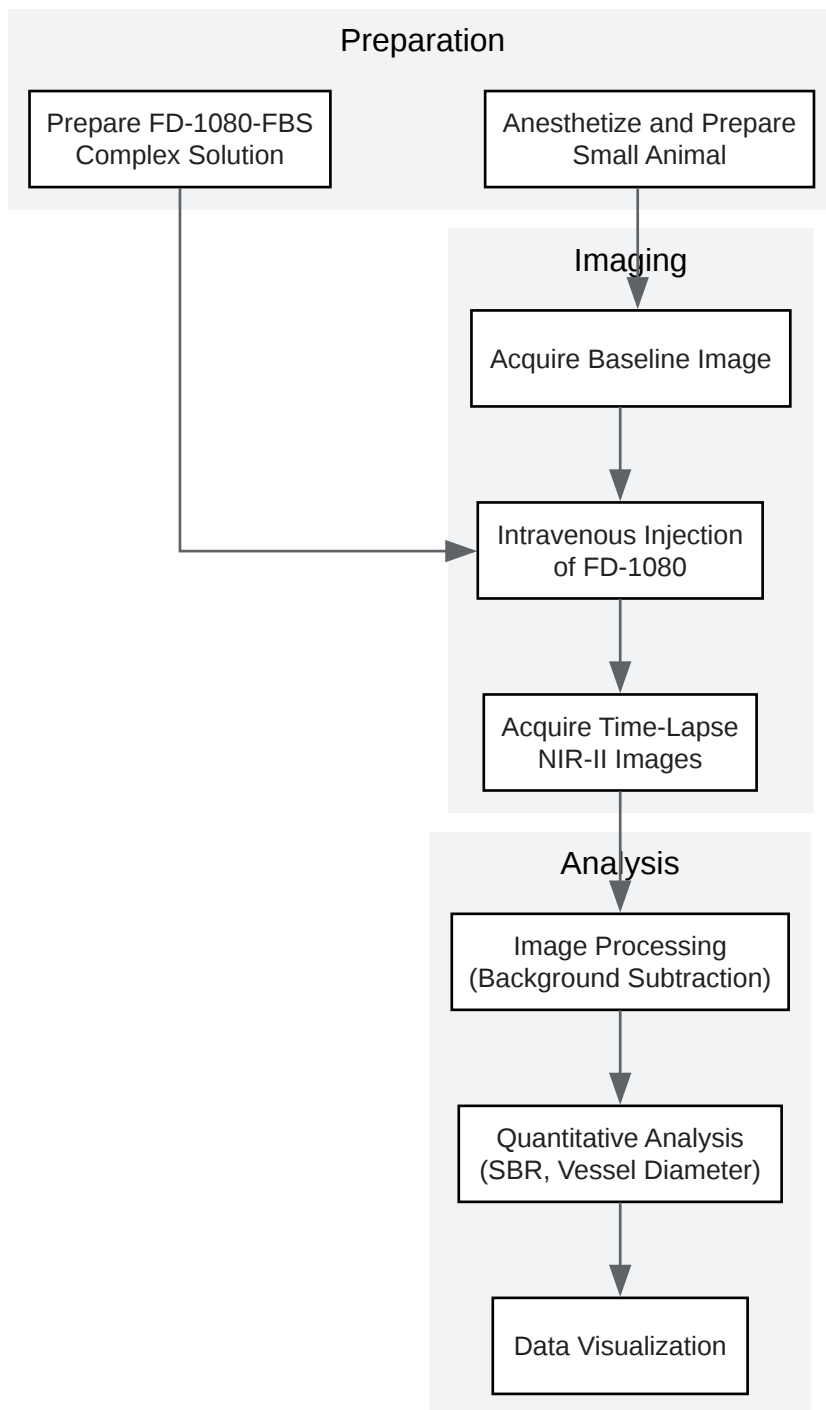 Preparation
Prepare FD-1080-FBS
Complex Solution
Anesthetize and Prepare
Small Animal
Imaging
Acquire Baseline Image
Intravenous Injection
of FD-1080
Acquire Time-Lapse
NIR-II Images
Analysis
Image Processing
(Background Subtraction)
Quantitative Analysis
(SBR, Vessel Diameter)
Data Visualization